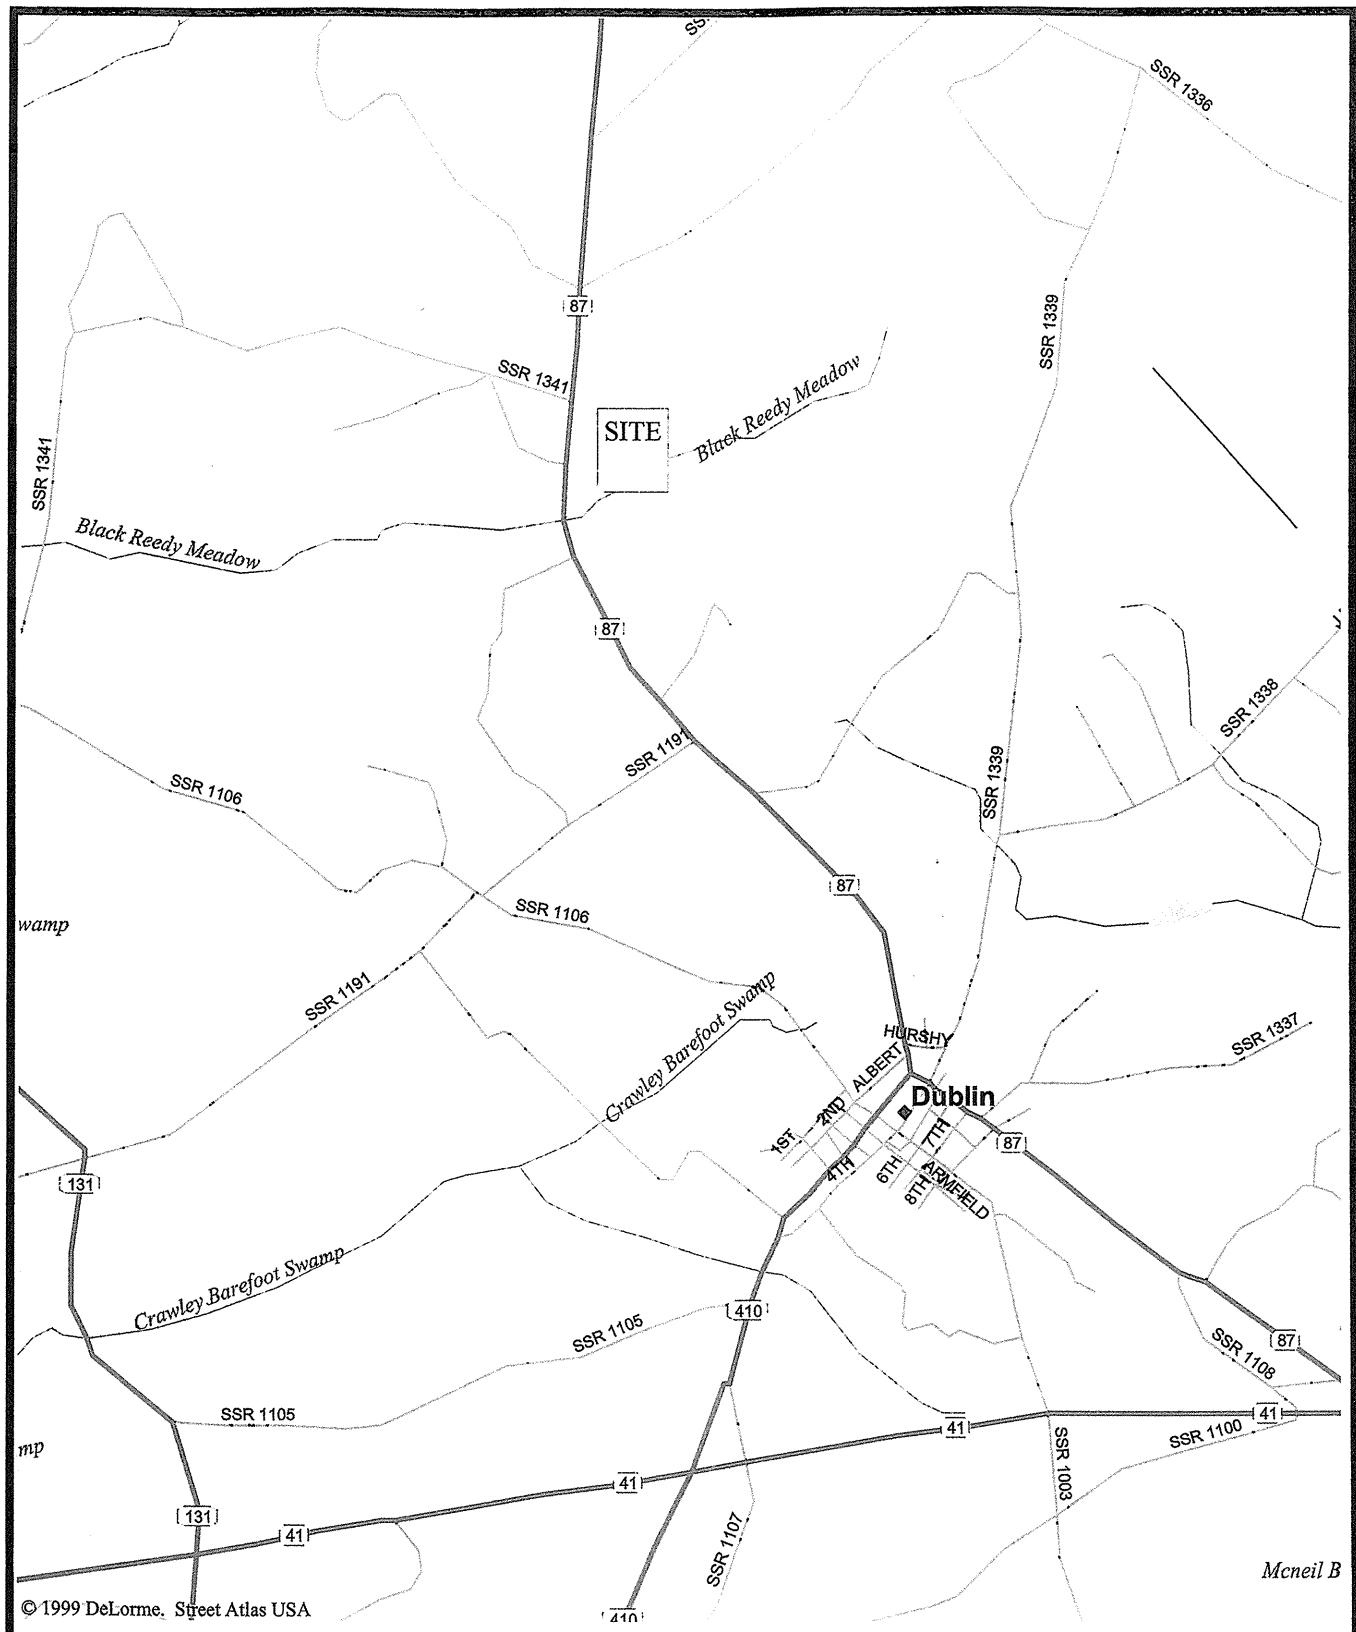 SSR 1336
87
SSR 1339
SSR 1341
Black Reedy Meadow
SITE
SSR 1341
Black Reedy Meadow
87
SSR 1338
SSR 1191
SSR 1339
SSR 1106
87
SSR 1106
wamp
SSR 1191
Crawley Barefoot Swamp
HURSHY
SSR 1337
ALBERT
Dublin
2ND
1ST
7TH
87
4TH
6TH
ARMFIELD
8TH
131
Crawley Barefoot Swamp
410
SSR 1105
87
SSR 1108
SSR 1105
41
41
SSR 1100
mp
SSR 1003
41
131
41
SSR 1107
Mcneil B
© 1999 DeLorme. Street Atlas USA
410